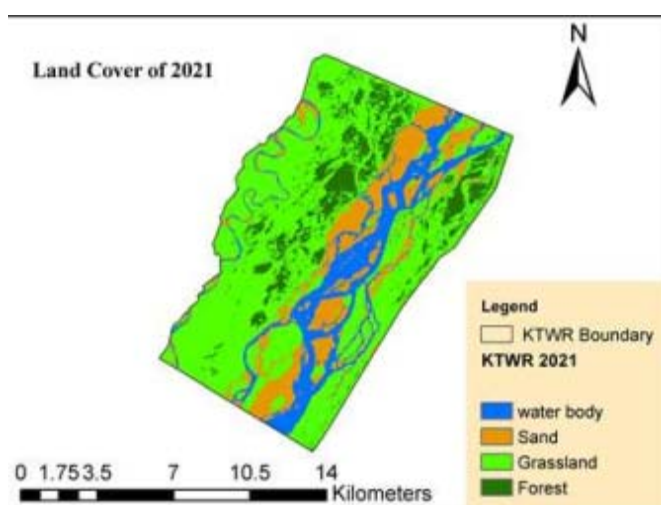 N
Land Cover of 2021
Legend
KTWR Boundary
KTWR 2021
water body
Sand
Grassland
Forest
0 1.75 3.5 7 10.5 14
Kilometers